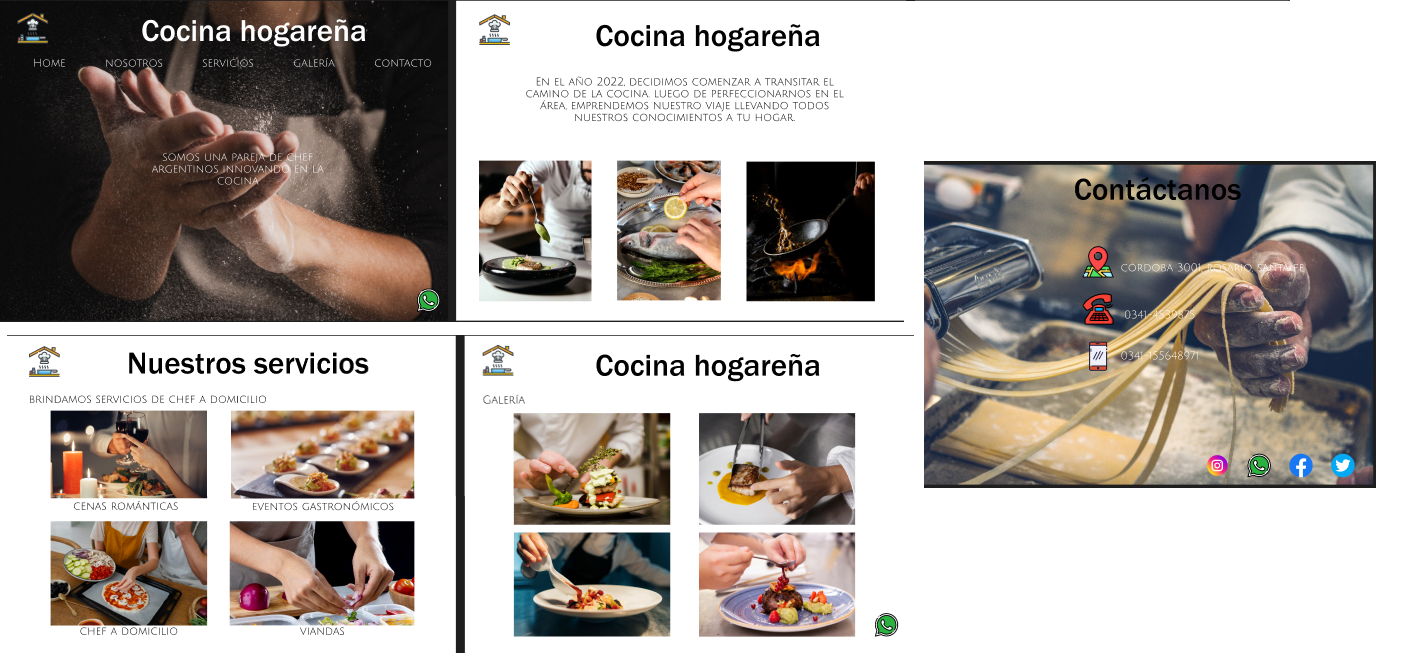 Cocina hogareña
Home NOSOTROS SERVICIOS GALERÍA CONTACTO
SOMOS UNA PAREJA DE CHEF
ARGENTINOS INNOVANDO EN LA
COCINA
Cocina hogareña
En el año 2022, decidimos comenzar a transitar el
camino de la cocina. Luego de perfeccionarnos en el
área, emprendemos nuestro viaje llevando todos
nuestros conocimientos a tu hogar.
Nuestros servicios
BRINDAMOS SERVICIOS DE CHEF A DOMICILIO
CENAS ROMÁNTICAS
EVENTOS GASTRONÓMICOS
CHEF A DOMICILIO
VIANDAS
Cocina hogareña
Galería
Contáctanos
CORDOBA 3001, ROSARIO, SANTA FE
0341-4539875
0341-155648971